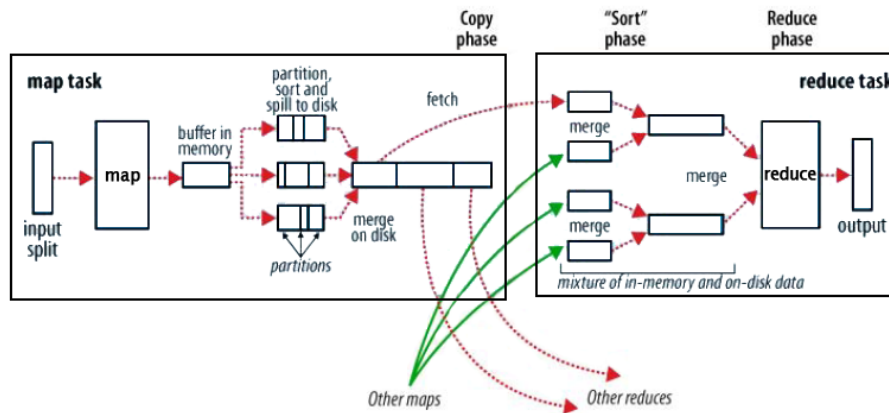 Copy
phase
“Sort”
phase
Reduce
phase
map task
partition,
sort and
spill to disk
fetch
reduce task
buffer in
memory
merge
map
merge
reduce
merge
input
split
merge
on disk
output
partitions
mixture of in-memory and on-disk data
Other maps
Other reduces